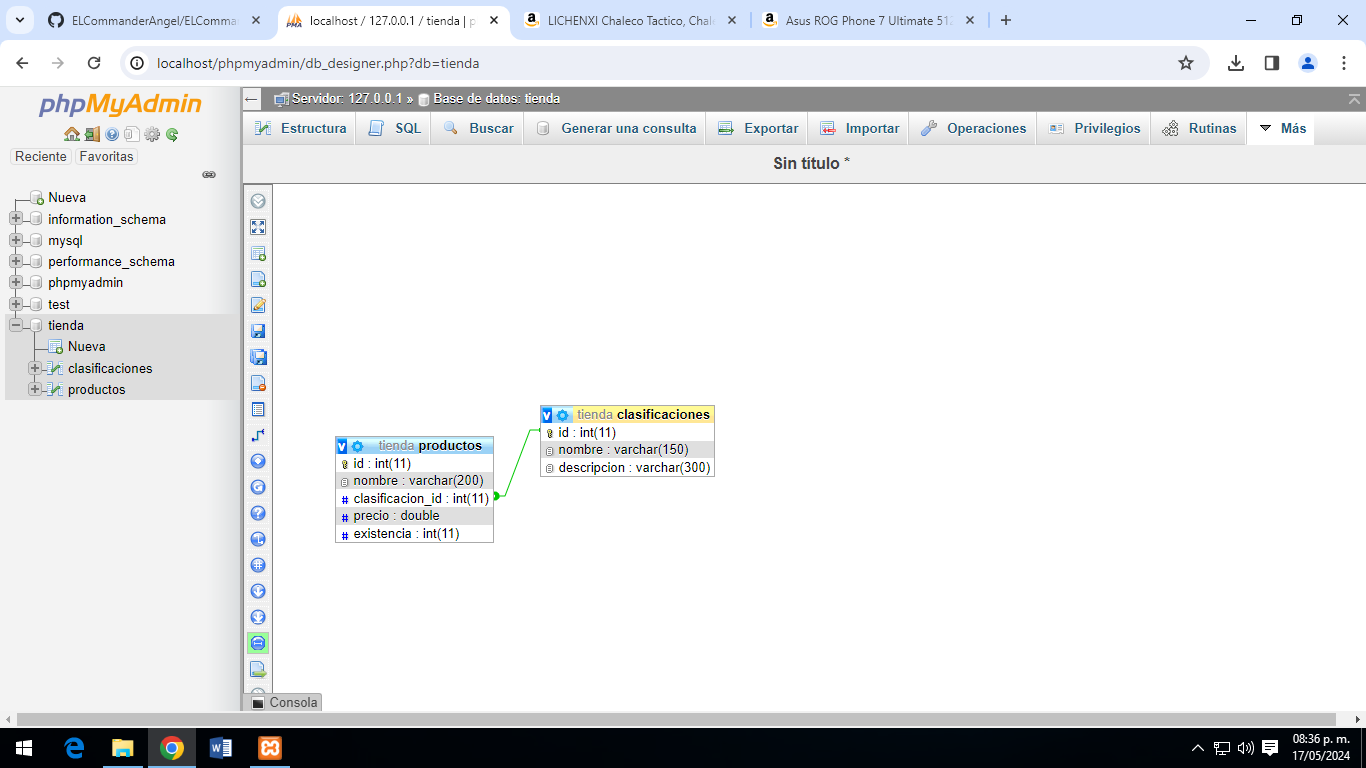 ELCommanderAngel/ELComman
localhost / 127.0.0.1 / tienda | p
LICHENXI Chaleco Tactico, Chale
Asus ROG Phone 7 Ultimate 512
localhost/phpmyadmin/db_designer.php?db=tienda
phpMyAdmin
Reciente Favoritas
Nueva
information_schema
mysql
performance_schema
phpmyadmin
test
tienda
Nueva
clasificaciones
productos
Servidor: 127.0.0.1 » Base de datos: tienda
Estructura SQL Buscar Generar una consulta Exportar Importar Operaciones Privilegios Rutinas Más
Sin título *
tienda productos
id : int(11)
nombre : varchar(200)
# clasificacion_id : int(11)
# precio : double
# existencia : int(11)
tienda clasificaciones
id : int(11)
nombre : varchar(150)
descripcion : varchar(300)
Consola
08:36 p. m.
17/05/2024